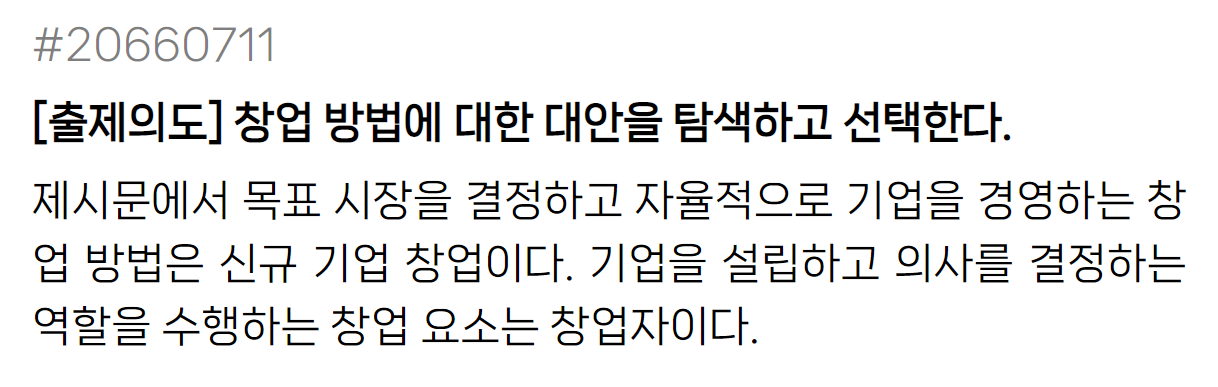 #20660711
[출제의도] 창업 방법에 대한 대안을 탐색하고 선택한다.
제시문에서 목표 시장을 결정하고 자율적으로 기업을 경영하는 창
업 방법은 신규 기업 창업이다. 기업을 설립하고 의사를 결정하는
역할을 수행하는 창업 요소는 창업자이다.